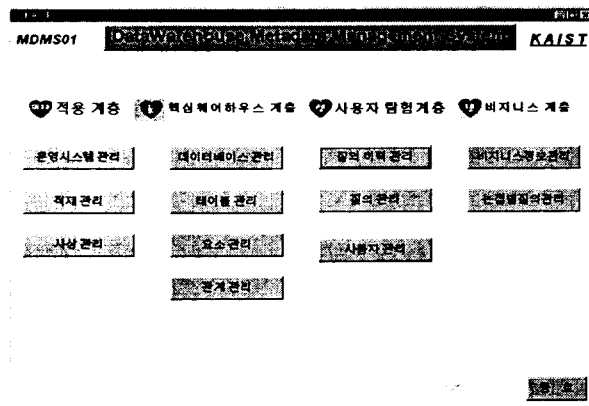 MDMS01
DataWarehouse Metadata Management System
KAIST
적용 계층
핵심웨어하우스 계층
사용자 탐험계층
비지니스 계층
운영시스템 관리
데이터베이스 관리
질의 이력 관리
비지니스정보관리
적재 관리
테이블 관리
질의 관리
관점별질의관리
사상 관리
요소 관리
사용자 관리
관계 관리